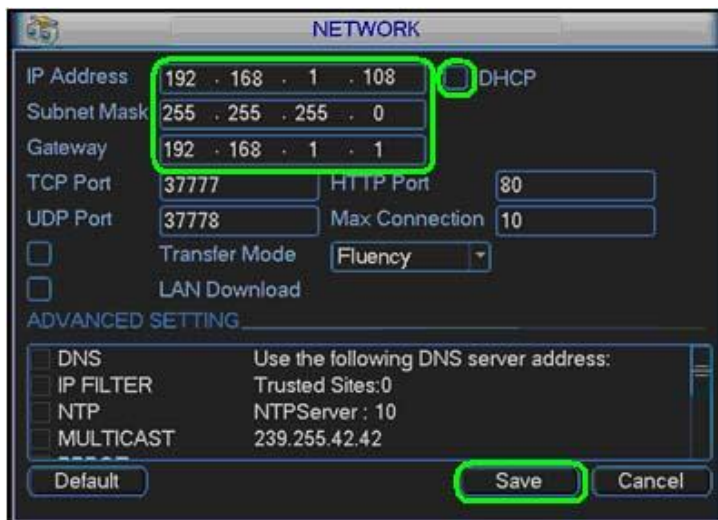 NETWORK
IP Address 192 . 168 . 1 . 108 DHCP
Subnet Mask 255 . 255 . 255 . 0
Gateway 192 . 168 . 1 . 1
TCP Port 37777 HTTP Port 80
UDP Port 37778 Max Connection 10
Transfer Mode Fluency
LAN Download
ADVANCED SETTING
DNS Use the following DNS server address:
IP FILTER Trusted Sites:0
NTP NTPServer : 10
MULTICAST 239.255.42.42
Default Save Cancel